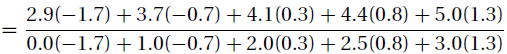 = 2.9(−1.7) + 3.7(−0.7) + 4.1(0.3) + 4.4(0.8) + 5.0(1.3)
0.0(−1.7) + 1.0(−0.7) + 2.0(0.3) + 2.5(0.8) + 3.0(1.3)